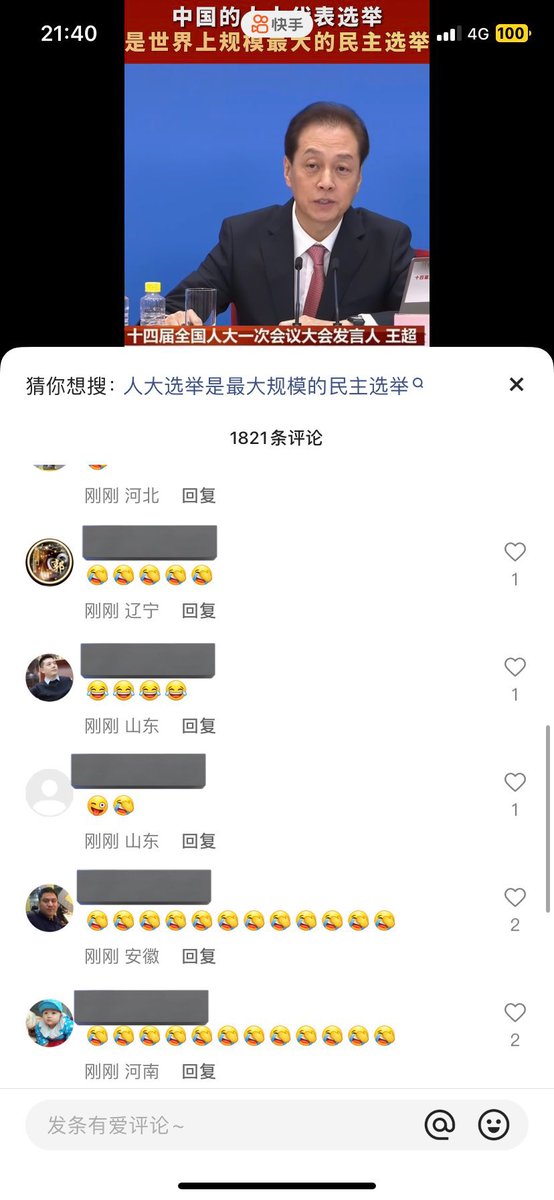 中国的人大代表选举
快手
是世界上规模最大的民主选举
21:40
4G
100
十四届全国人大一次会议大会发言人 王超
猜你想搜：人大选举是最大规模的民主选举
1821条评论
刚刚 河北 回复
1
刚刚 辽宁 回复
1
刚刚 山东 回复
1
刚刚 山东 回复
2
刚刚 安徽 回复
2
刚刚 河南 回复
发条有爱评论~
@